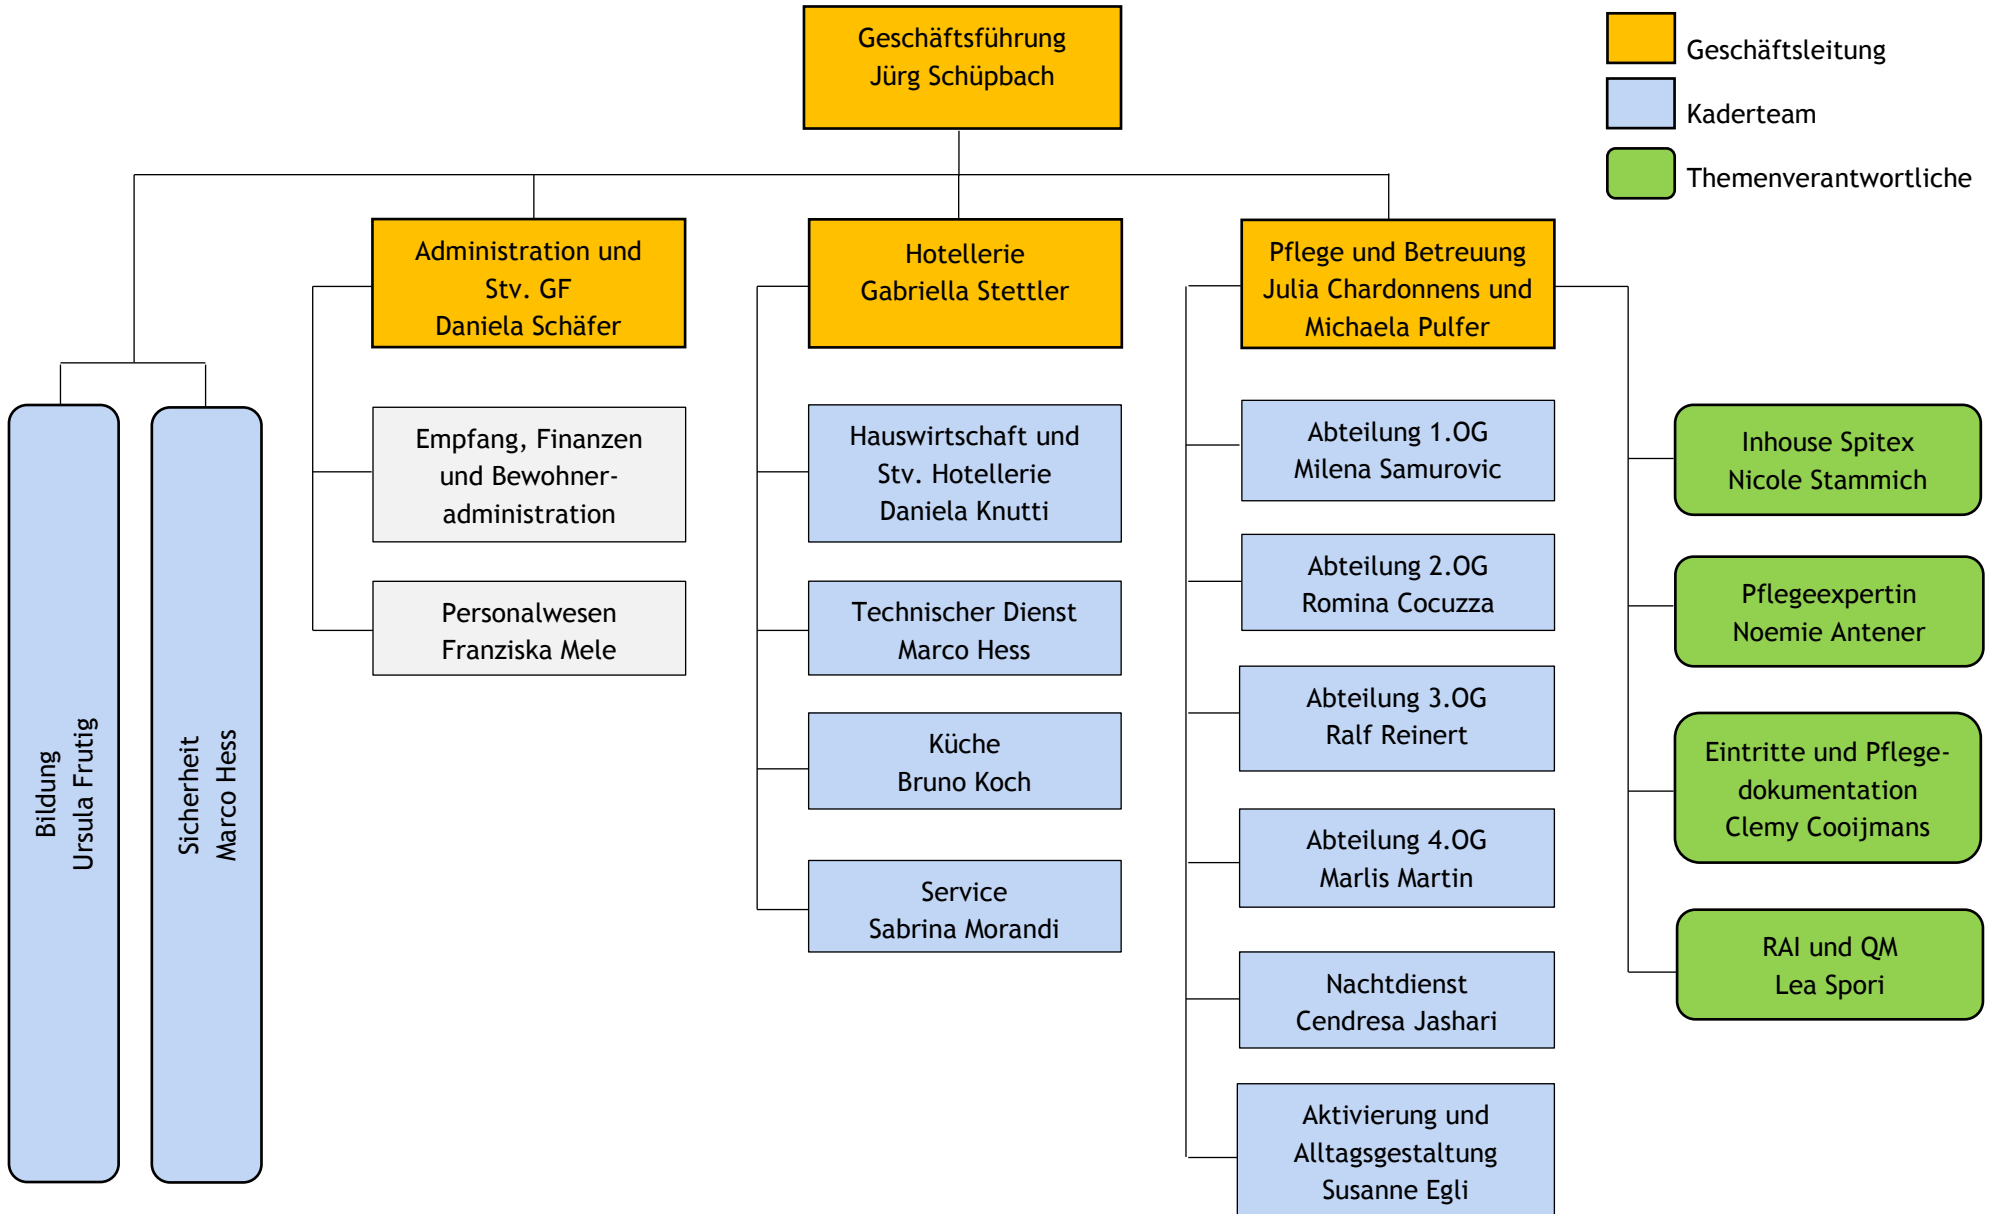 Geschäftsführung
Jürg Schüpbach
Geschäftsleitung
Kaderteam
Themenverantwortliche
Administration und
Stv. GF
Daniela Schäfer
Hotellerie
Gabriella Stettler
Pflege und Betreuung
Julia Chardonnens und
Michaela Pulfer
Bildung
Ursula Frutig
Sicherheit
Marco Hess
Empfang, Finanzen
und Bewohner-
administration
Personalwesen
Franziska Mele
Hauswirtschaft und
Stv. Hotellerie
Daniela Knutti
Technischer Dienst
Marco Hess
Küche
Bruno Koch
Service
Sabrina Morandi
Abteilung 1.OG
Milena Samurovic
Abteilung 2.OG
Romina Cocuzza
Abteilung 3.OG
Ralf Reinert
Abteilung 4.OG
Marlis Martin
Nachtdienst
Cendresa Jashari
Aktivierung und
Alltagsgestaltung
Susanne Egli
Inhouse Spitex
Nicole Stammich
Pflegeexpertin
Noemie Antener
Eintritte und Pflege-
dokumentation
Clemy Cooijmans
RAI und QM
Lea Spori